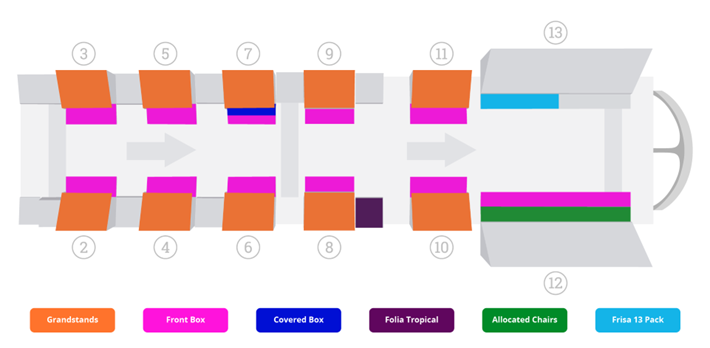 3 5 7 9 11 13
2 4 6 8 10 12
Grandstands Front Box Covered Box Folia Tropical Allocated Chairs Frisa 13 Pack